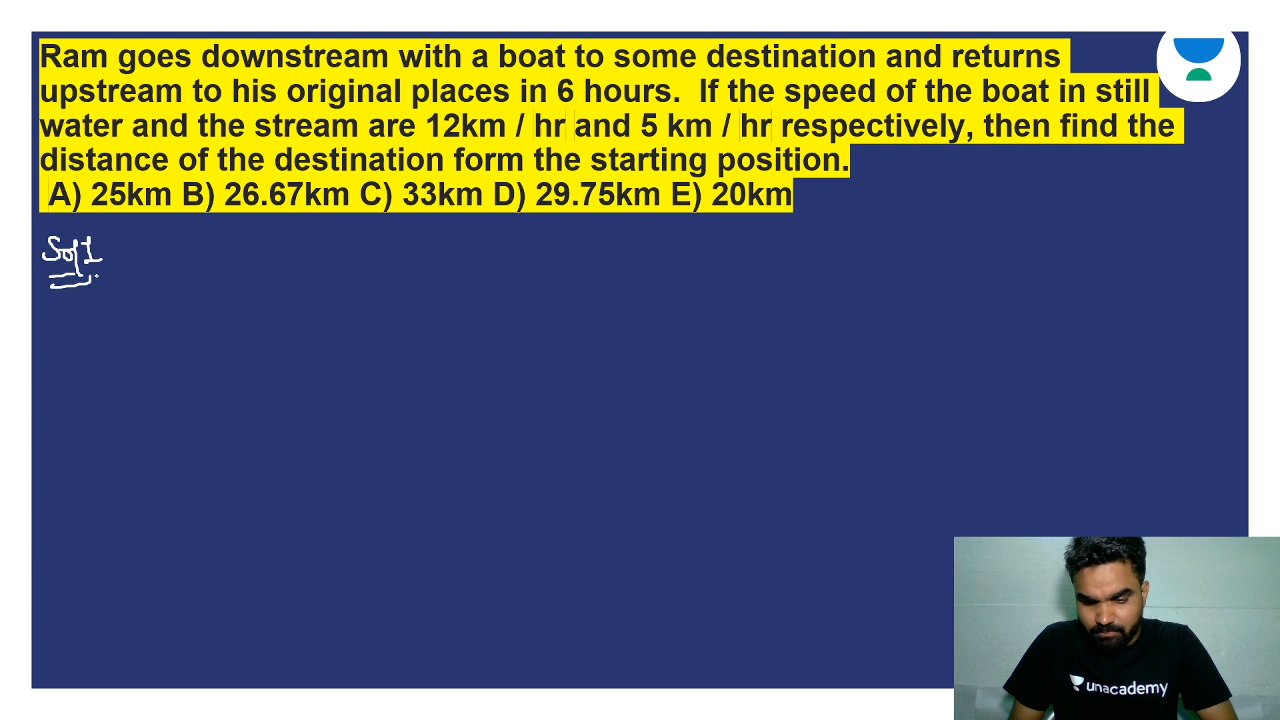 Ram goes downstream with a boat to some destination and returns
upstream to his original places in 6 hours.  If the speed of the boat in still
water and the stream are 12km / hr and 5 km / hr respectively, then find the
distance of the destination form the starting position.
A) 25km B) 26.67km C) 33km D) 29.75km E) 20km
unacademy